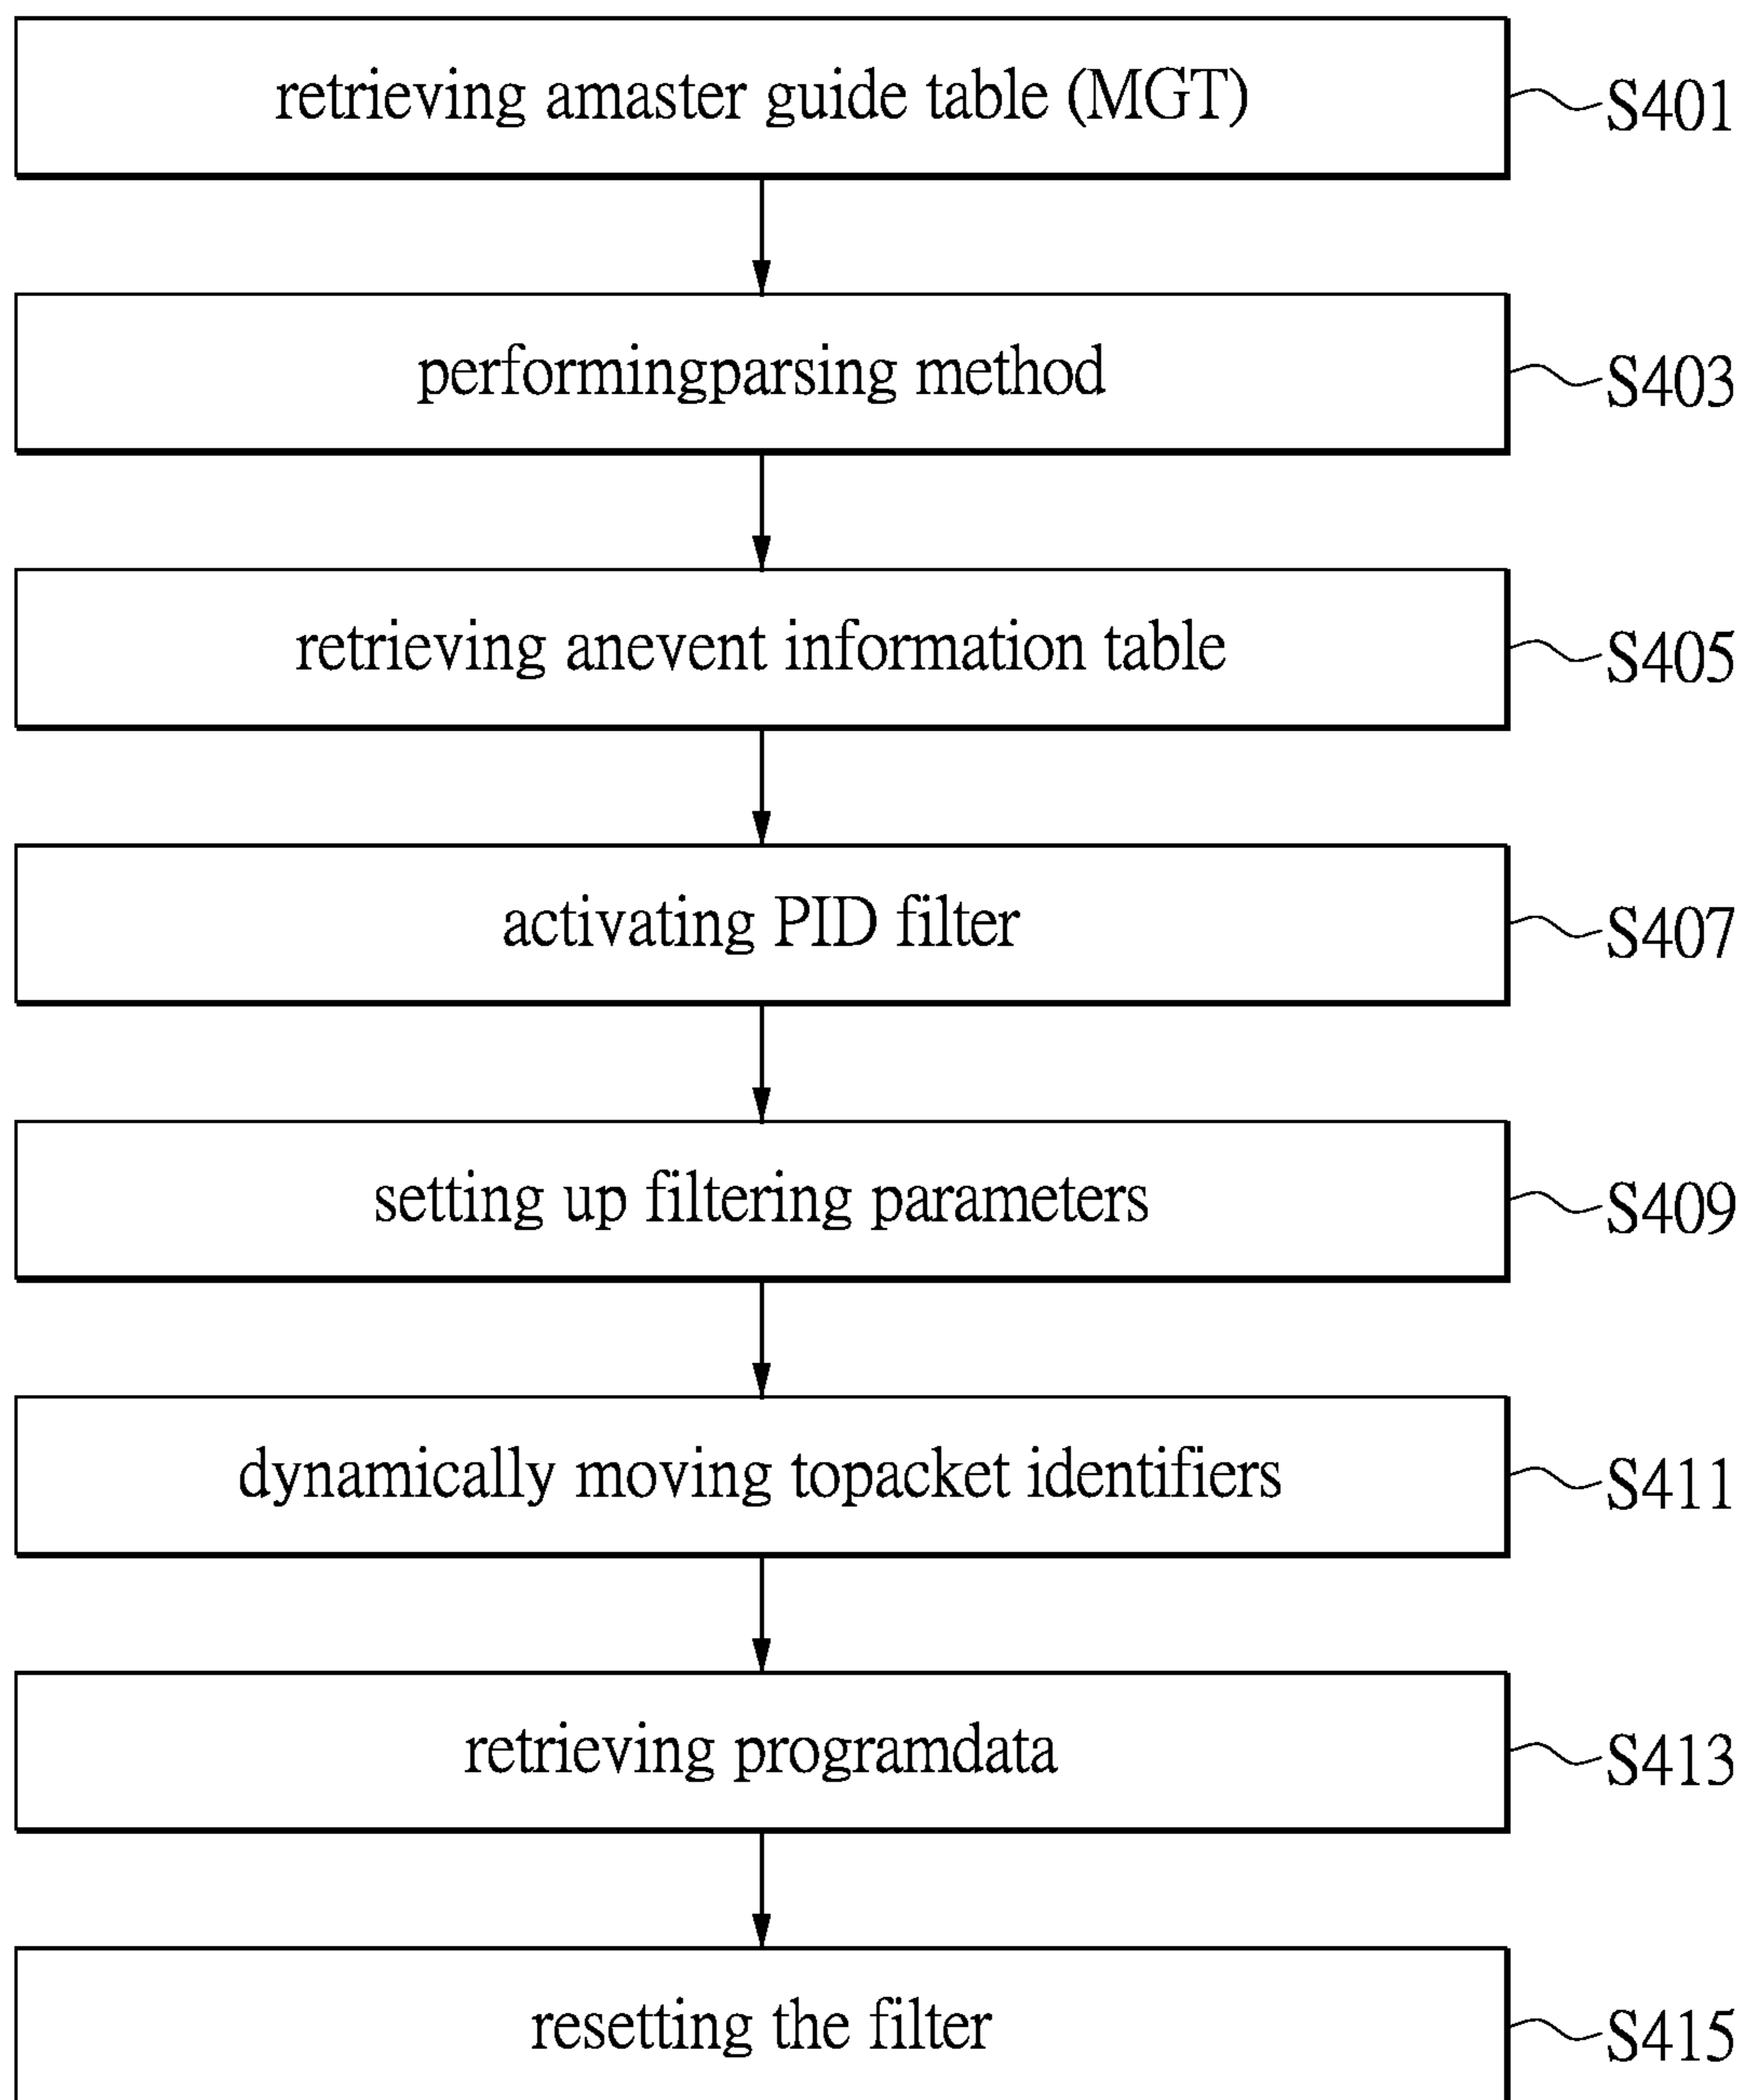 retrieving amaster guide table (MGT)
S401
performingparsing method
S403
retrieving anevent information table
S405
activating PID filter
S407
setting up filtering parameters
S409
dynamically moving topacket identifiers
S411
retrieving programdata
S413
resetting the filter
S415